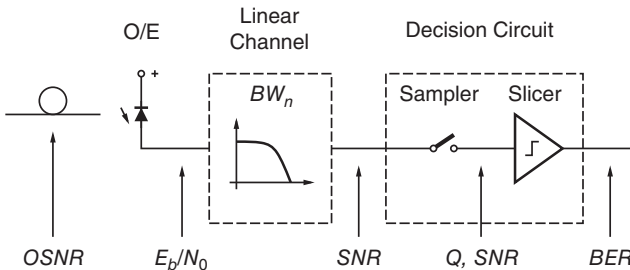 Linear
Channel
O/E
Decision Circuit
+
BWn
Sampler
Slicer
OSNR
Eb/N0
SNR
Q, SNR
BER